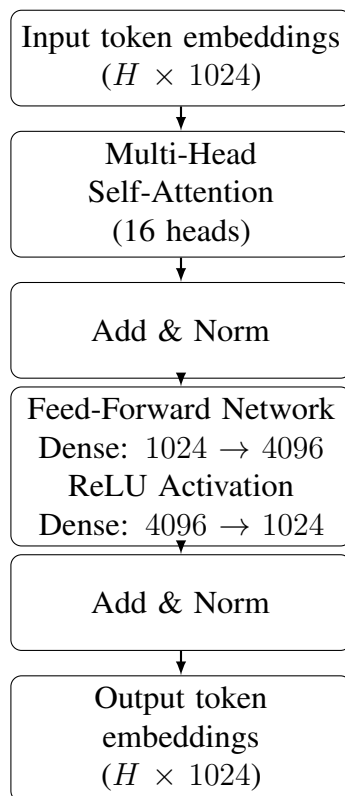 Input token embeddings
(H × 1024)
Multi-Head
Self-Attention
(16 heads)
Add & Norm
Feed-Forward Network
Dense: 1024 → 4096
ReLU Activation
Dense: 4096 → 1024
Add & Norm
Output token
embeddings
(H × 1024)